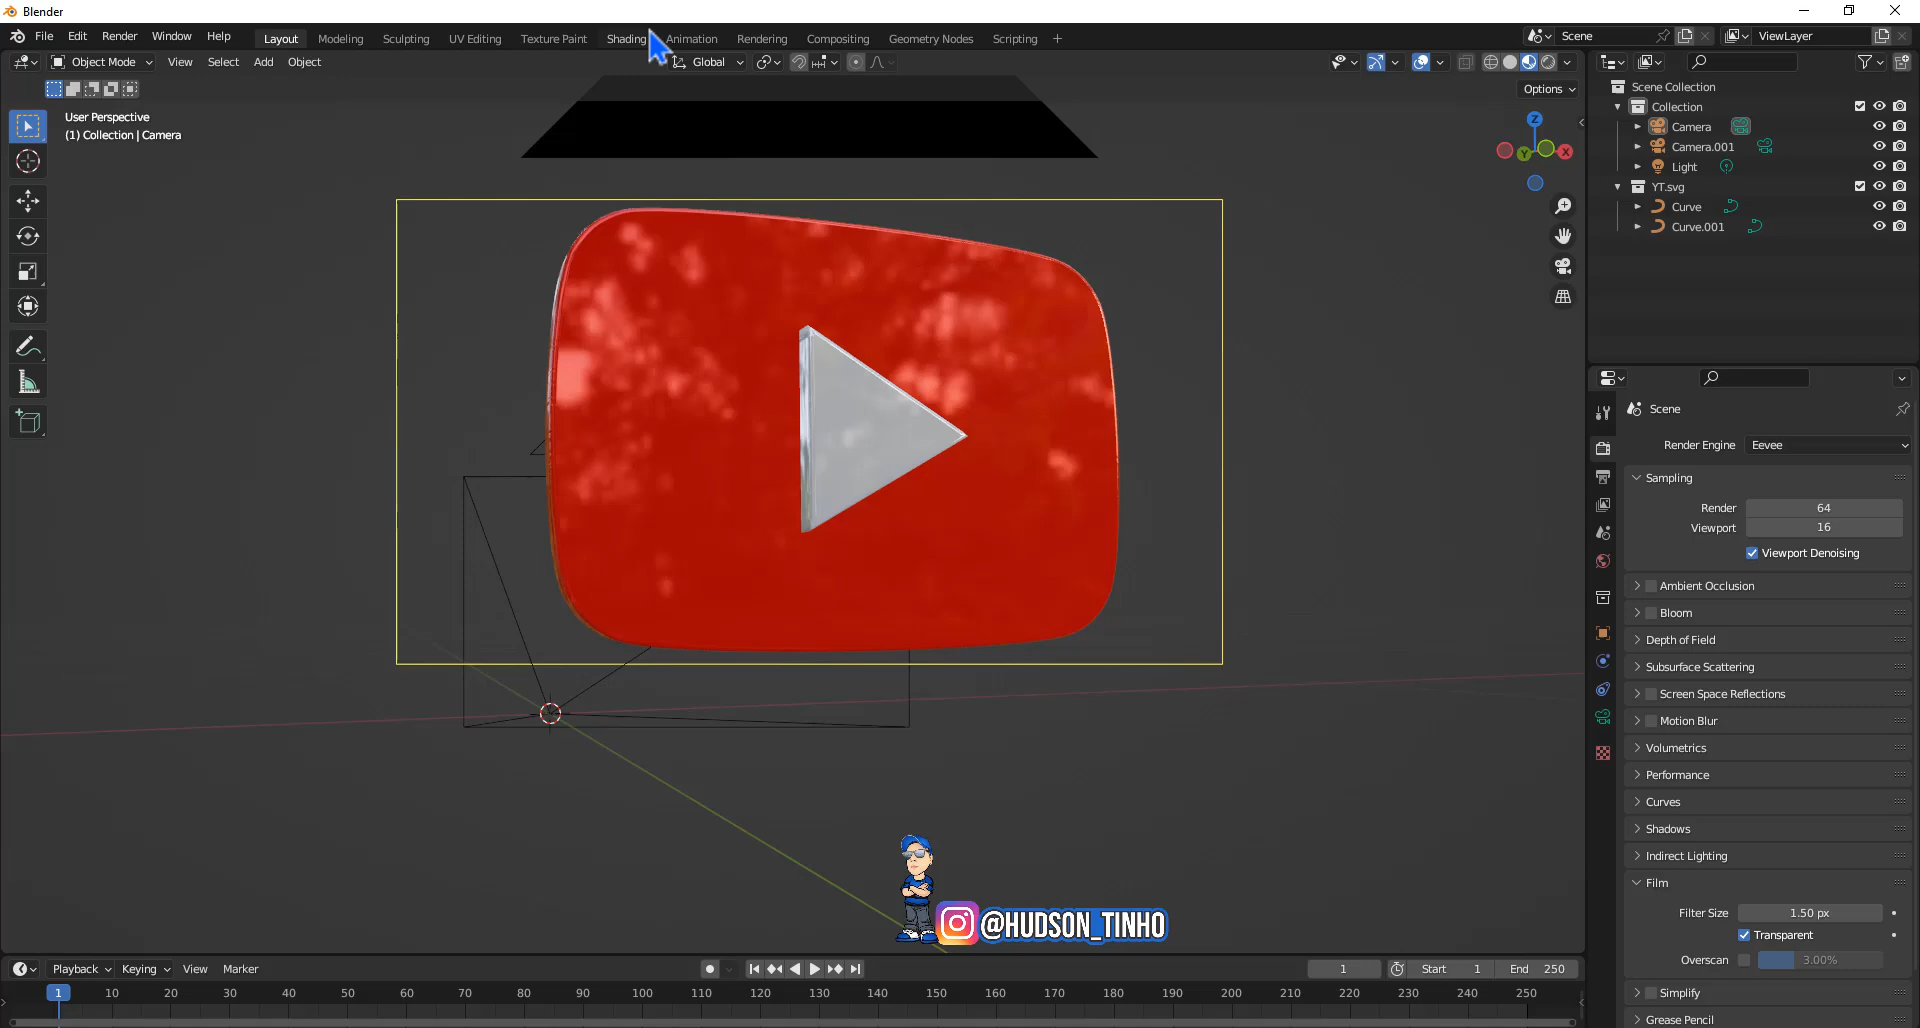 Blender
File Edit Render Window Help Layout Modeling Sculpting UV Editing Texture Paint Shading Animation Rendering Compositing Geometry Nodes Scripting + Scene ViewLayer
Object Mode View Select Add Object Global
Options
User Perspective
(1) Collection | Camera
Z
X
Y
Scene Collection
Collection
Camera
Camera.001
Light
YT.svg
Curve
Curve.001
Scene
Render Engine Eevee
Sampling
Render 64
Viewport 16
Viewport Denoising
Ambient Occlusion
Bloom
Depth of Field
Subsurface Scattering
Screen Space Reflections
Motion Blur
Volumetrics
Performance
Curves
Shadows
Indirect Lighting
Film
Filter Size 1.50 px
Transparent
Overscan 3.00%
Simplify
Grease Pencil
@HUDSON_TINHO
Playback Keying View Marker 1 Start 1 End 250
1 10 20 30 40 50 60 70 80 90 100 110 120 130 140 150 160 170 180 190 200 210 220 230 240 250